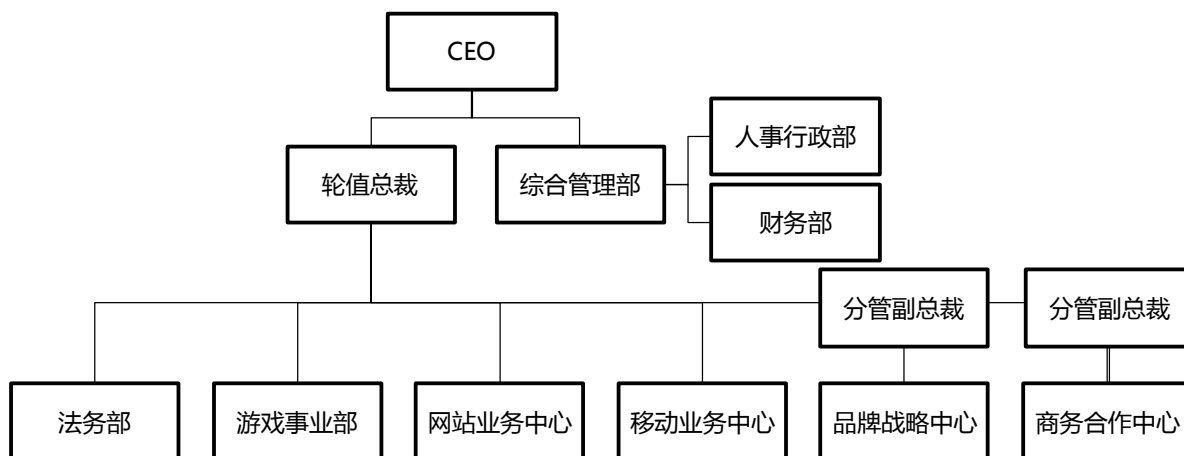 CEO
人事行政部
轮值总裁
综合管理部
财务部
分管副总裁
分管副总裁
法务部
游戏事业部
网站业务中心
移动业务中心
品牌战略中心
商务合作中心